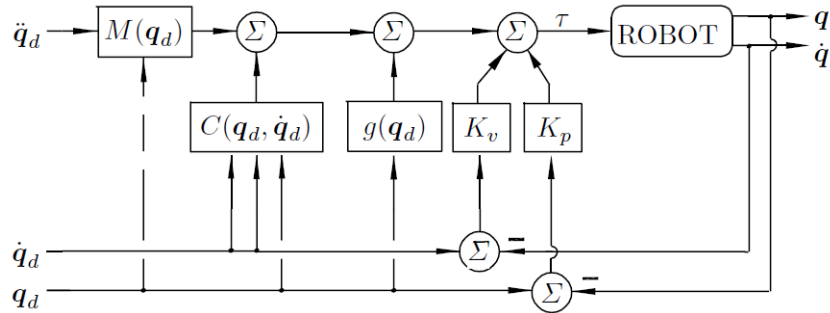 q̈_d M(q_d) Σ Σ Σ τ ROBOT q
q̇
C(q_d, q̇_d) g(q_d) K_v K_p
q̇_d Σ −
q_d Σ −